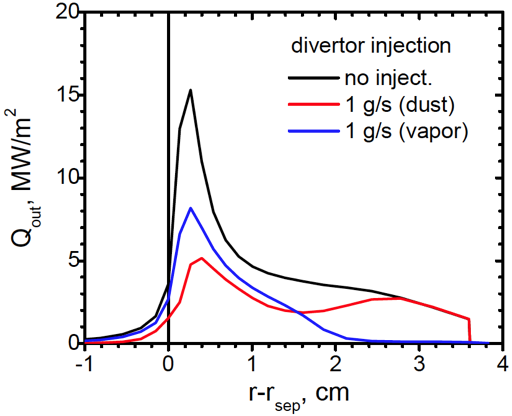 20
15
10
5
0
-1
0
1
2
3
4
Q_out, MW/m^2
r-r_sep, cm
divertor injection
no inject.
1 g/s (dust)
1 g/s (vapor)